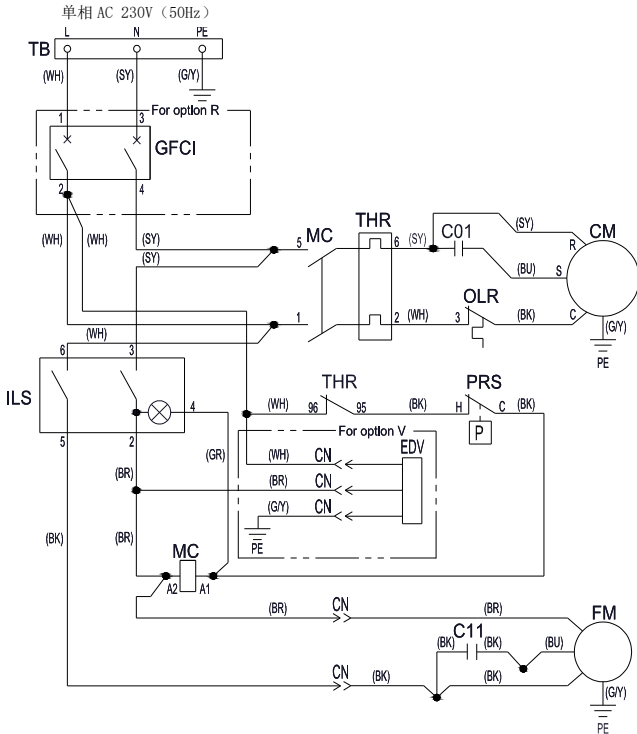 单相 AC 230V（50Hz）
L N PE
TB
(WH) (SY) (G/Y)
For option R
1 3
GFCI
2 4
(WH) (WH) (SY)
(SY)
5 MC THR 6 (SY) C01 (SY) R CM
(BU) S
OLR
1 2 (WH) 3 (BK) C
(G/Y)
PE
(WH)
6 3
ILS
4
5 2
THR PRS
(WH) 96 95 (BK) H C (BK)
P
For option V
(GR)
(WH) CN EDV
(BR)
(BR) CN
(G/Y) CN
PE
(BK) (BR)
MC
A2 A1
(BR) CN (BR) FM
C11
(BK) (BK) (BU)
CN (BK) (BK)
(G/Y)
PE